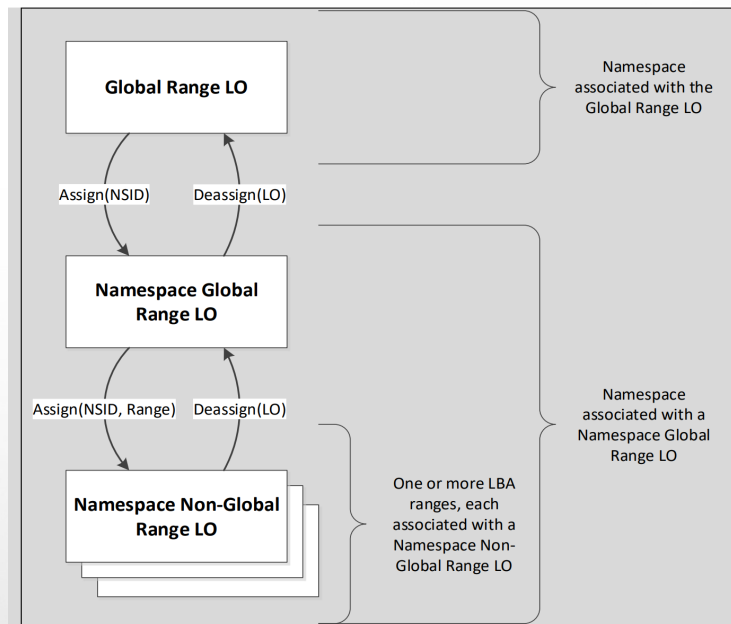 Global Range LO
Namespace
associated with the
Global Range LO
Assign(NSID)
Deassign(LO)
Namespace Global
Range LO
Assign(NSID, Range)
Deassign(LO)
Namespace
associated with a
Namespace Global
Range LO
Namespace Non-Global
Range LO
One or more LBA
ranges, each
associated with a
Namespace Non-
Global Range LO